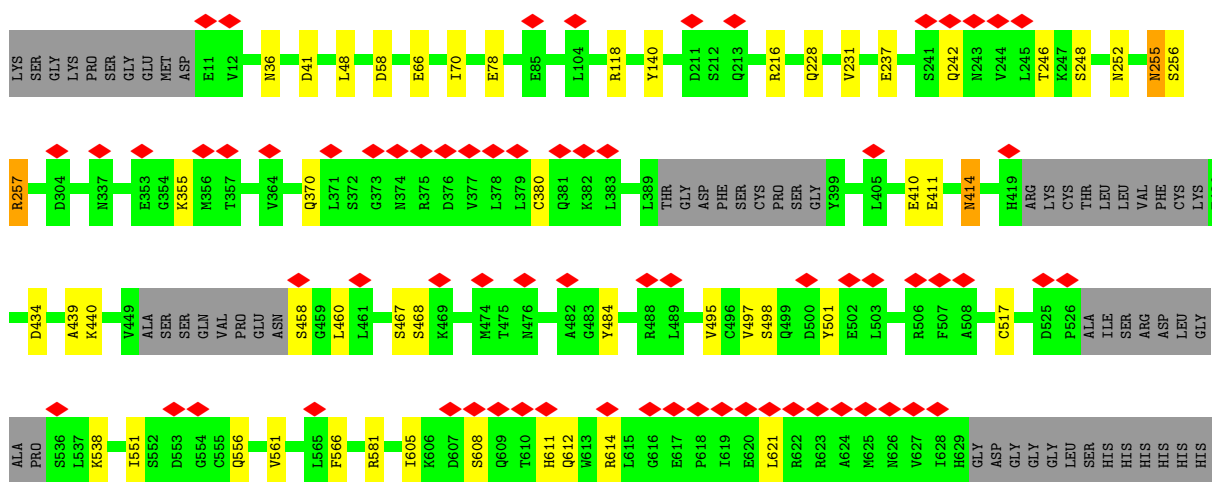 LYS SER GLY LYS PRO SER GLY GLU MET ASP E11 V12 N36 D41 L48 D58 E66 I70 E78 E85 L104 R118 Y140 D211 S212 Q213 R216 Q228 V231 E237 S241 Q242 N243 V244 L245 T246 K247 S248 N252 N255 S256
R257 D304 N337 E353 G354 K355 M356 T357 V364 Q370 L371 S372 G373 N374 R375 D376 V377 L378 L379 C380 Q381 K382 L383 L389 THR GLY ASP PHE SER CYS PRO SER GLY Y399 L405 E410 E411 N414 H419 ARG LYS CYS THR LEU LEU VAL PHE CYS LYS
D434 A439 K440 V449 ALA SER SER GLN VAL PRO GLU ASN S458 G459 L460 L461 S467 S468 K469 M474 T475 N476 A482 G483 Y484 R488 L489 V495 C496 V497 S498 Q499 D500 Y501 E502 L503 R506 F507 A508 C517 D525 P526 ALA ILE SER ARG ASP LEU GLY
ALA PRO S536 L537 K538 I551 S552 D553 G554 C555 Q556 V561 L565 F566 R581 I605 K606 D607 S608 Q609 T610 H611 Q612 W613 R614 L615 G616 E617 P618 I619 E620 L621 R622 R623 A624 M625 N626 V627 I628 H629 GLY ASP GLY GLY GLY LEU SER HIS HIS HIS HIS HIS HIS